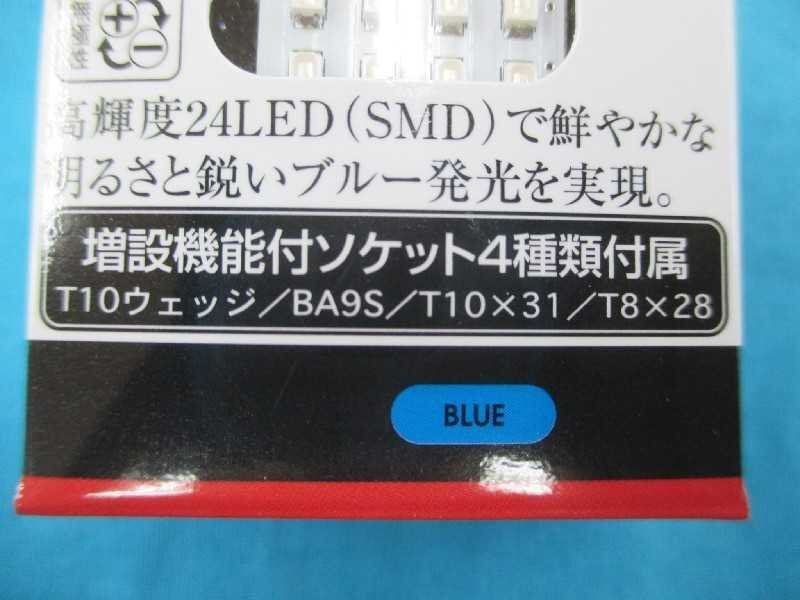 高輝度24LED(SMD)で鮮やかな
明るさと鋭いブルー発光を実現。
増設機能付ソケット4種類付属
T10ウェッジ/BA9S/T10×31/T8×28
BLUE